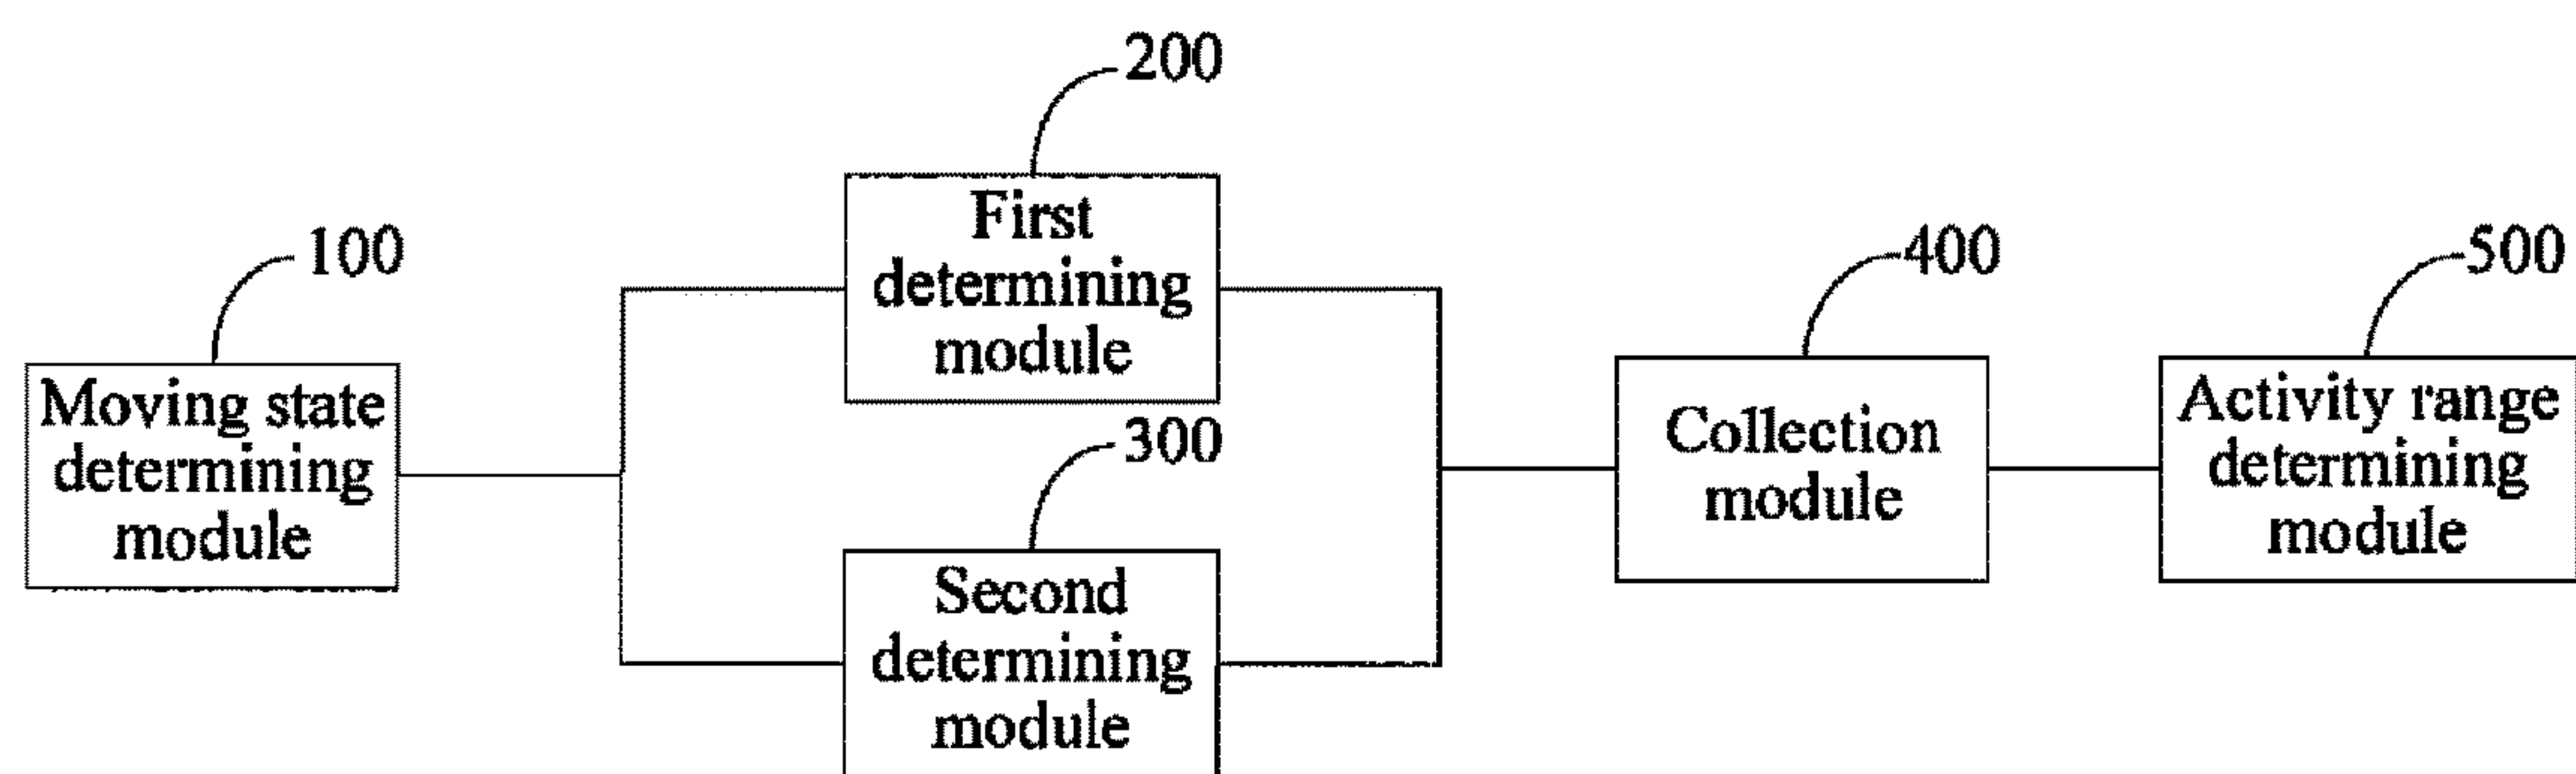 100
Moving state
determining
module
200
First
determining
module
300
Second
determining
module
400
Collection
module
500
Activity range
determining
module